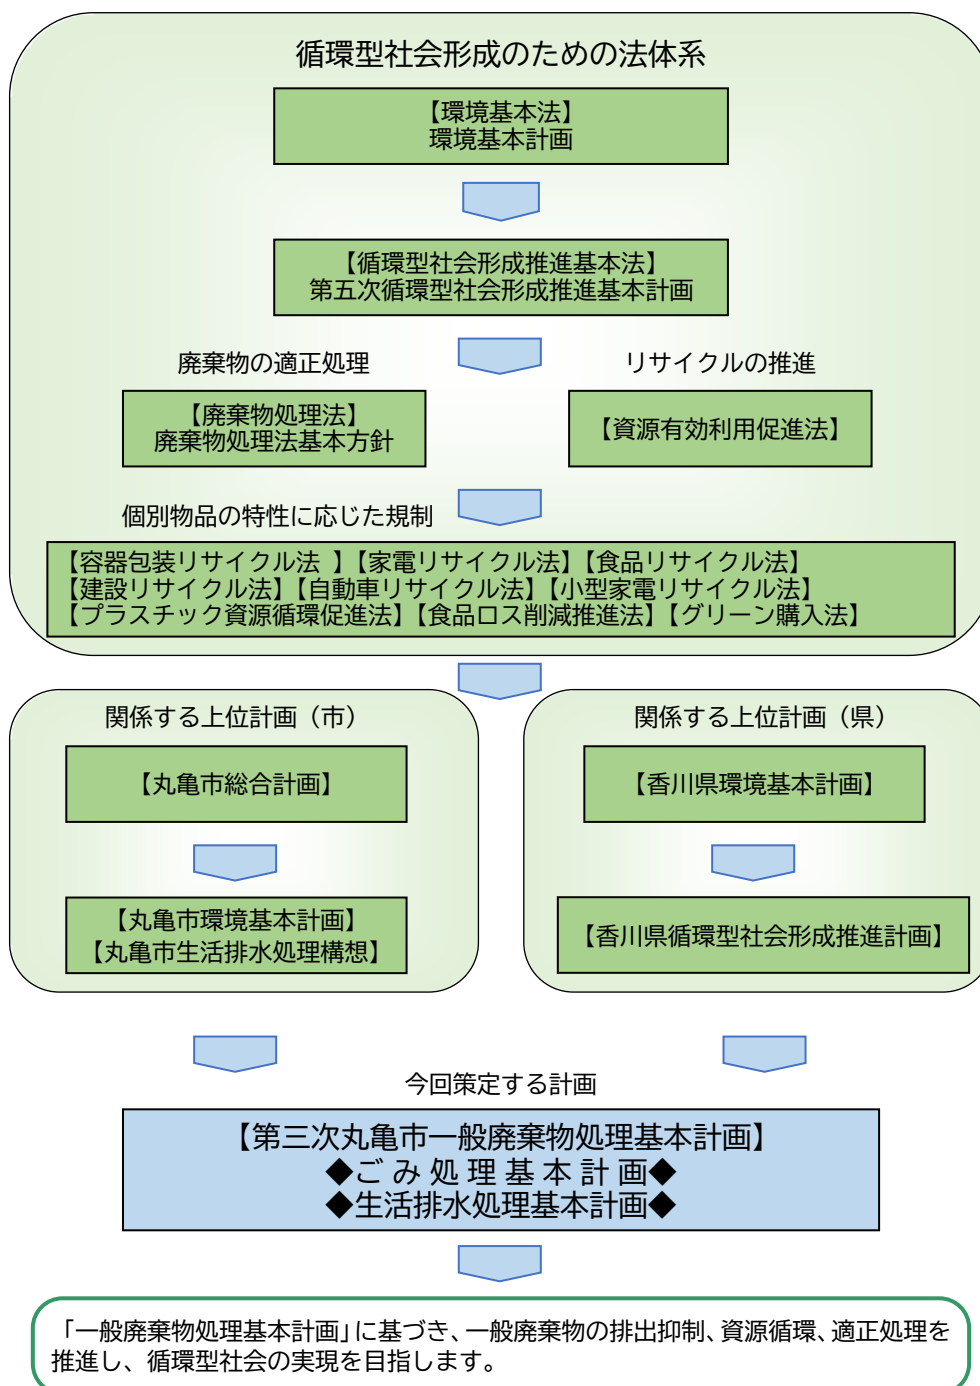 循環型社会形成のための法体系
【環境基本法】
環境基本計画
【循環型社会形成推進基本法】
第五次循環型社会形成推進基本計画
廃棄物の適正処理
リサイクルの推進
【廃棄物処理法】
廃棄物処理法基本方針
【資源有効利用促進法】
個別物品の特性に応じた規制
【容器包装リサイクル法 】【家電リサイクル法】【食品リサイクル法】
【建設リサイクル法】【自動車リサイクル法】【小型家電リサイクル法】
【プラスチック資源循環促進法】【食品ロス削減推進法】【グリーン購入法】
関係する上位計画（市）
【丸亀市総合計画】
【丸亀市環境基本計画】
【丸亀市生活排水処理構想】
関係する上位計画（県）
【香川県環境基本計画】
【香川県循環型社会形成推進計画】
今回策定する計画
【第三次丸亀市一般廃棄物処理基本計画】
◆ごみ処理基本計画◆
◆生活排水処理基本計画◆
「一般廃棄物処理基本計画」に基づき、一般廃棄物の排出抑制、資源循環、適正処理を
推進し、循環型社会の実現を目指します。